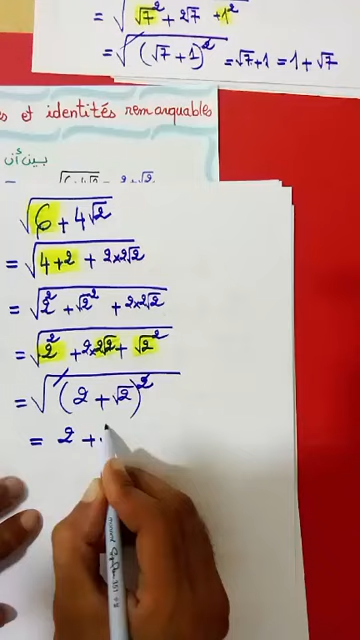 = √(√7² + 2√7 + 1²)
= √((√7 + 1)²) = √7+1 = 1 + √7
et identités remarquables
بين أن
√(6 + 4√2)
= √(4+2 + 2×2√2)
= √(2² + √2² + 2×2√2)
= √(2² + 2×2√2 + √2²)
= √((2 + √2)²)
= 2 +